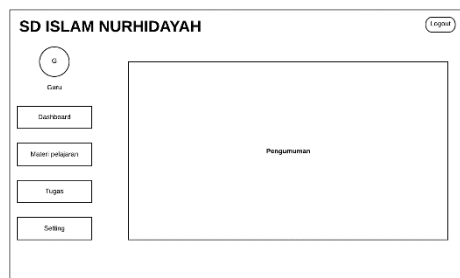 SD ISLAM NURHIDAYAH
Logout
G
Guru
Dashboard
Materi pelajaran
Tugas
Setting
Pengumuman